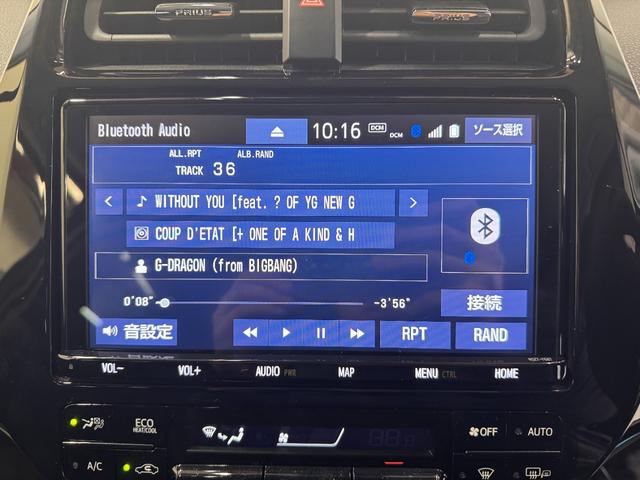 PRIUS
Bluetooth Audio
10:16
DCM
DCM
ソース選択
ALL.RPT ALB.RAND
TRACK 36
WITHOUT YOU [feat. ? OF YG NEW G
COUP D'ETAT [+ ONE OF A KIND & H
G-DRAGON (from BIGBANG)
0'08" -3'56"
接続
音設定
RPT
RAND
VOL- VOL+ AUDIO PWR MAP MENU CTRL HOME
ECO
HEAT/COOL
OFF
AUTO
A/C